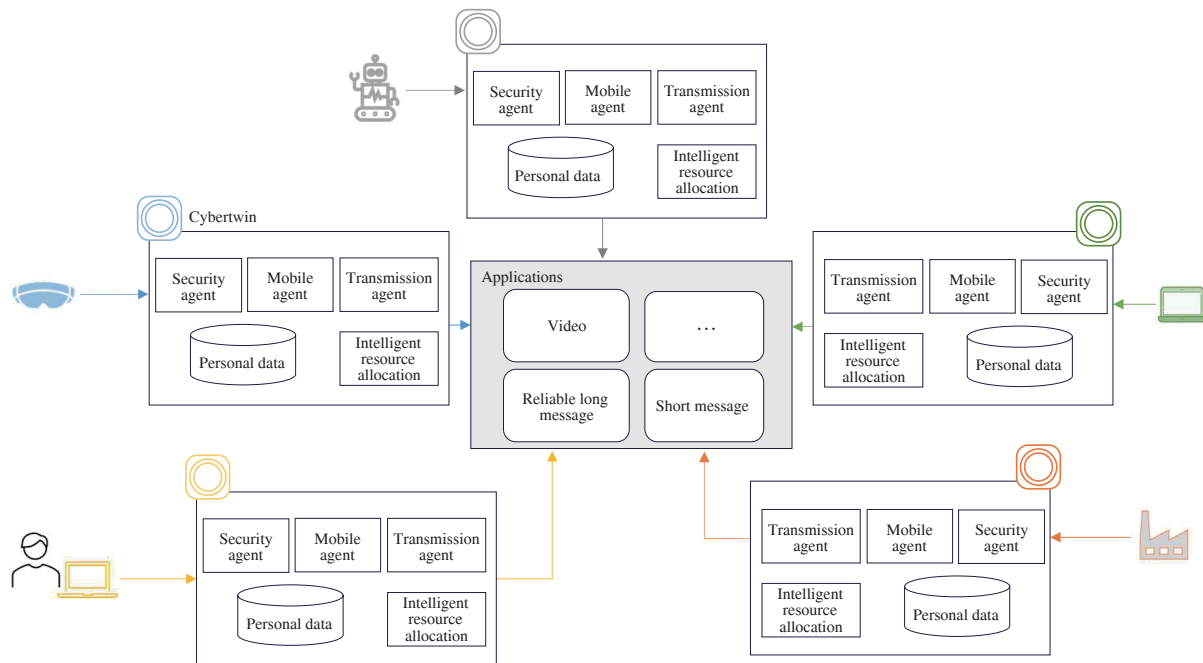 Security
agent
Mobile
agent
Transmission
agent
Personal data
Intelligent
resource
allocation
Cybertwin
Security
agent
Mobile
agent
Transmission
agent
Personal data
Intelligent
resource
allocation
Applications
Video
...
Reliable long
message
Short message
Transmission
agent
Mobile
agent
Security
agent
Intelligent
resource
allocation
Personal data
Security
agent
Mobile
agent
Transmission
agent
Personal data
Intelligent
resource
allocation
Transmission
agent
Mobile
agent
Security
agent
Intelligent
resource
allocation
Personal data